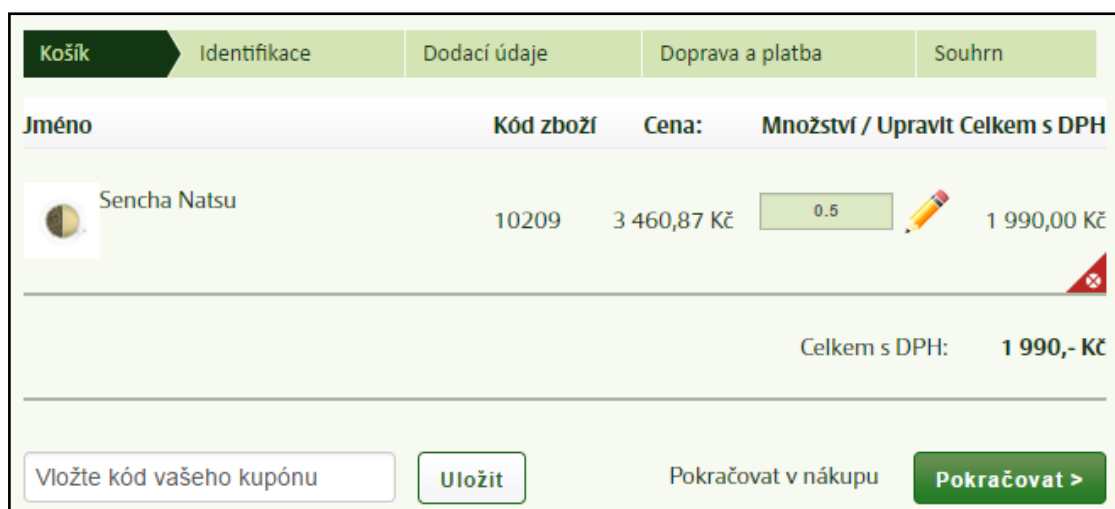 Košík Identifikace Dodací údaje Doprava a platba Souhrn
Jméno Kód zboží Cena: Množství / Upravit Celkem s DPH
Sencha Natsu
10209 3 460,87 Kč 0.5 1 990,00 Kč
Celkem s DPH: 1 990,- Kč
Vložte kód vašeho kupónu Uložit Pokračovat v nákupu Pokračovat >